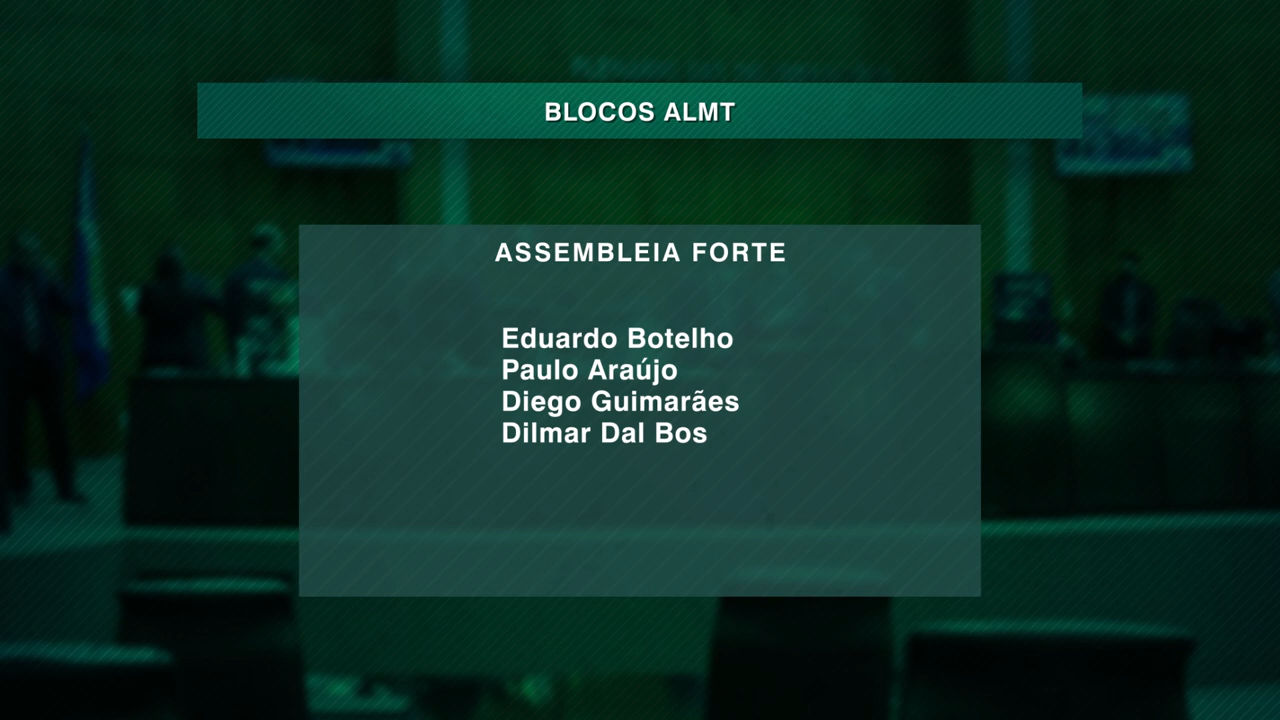 BLOCOS ALMT
ASSEMBLEIA FORTE
Eduardo Botelho
Paulo Araújo
Diego Guimarães
Dilmar Dal Bos